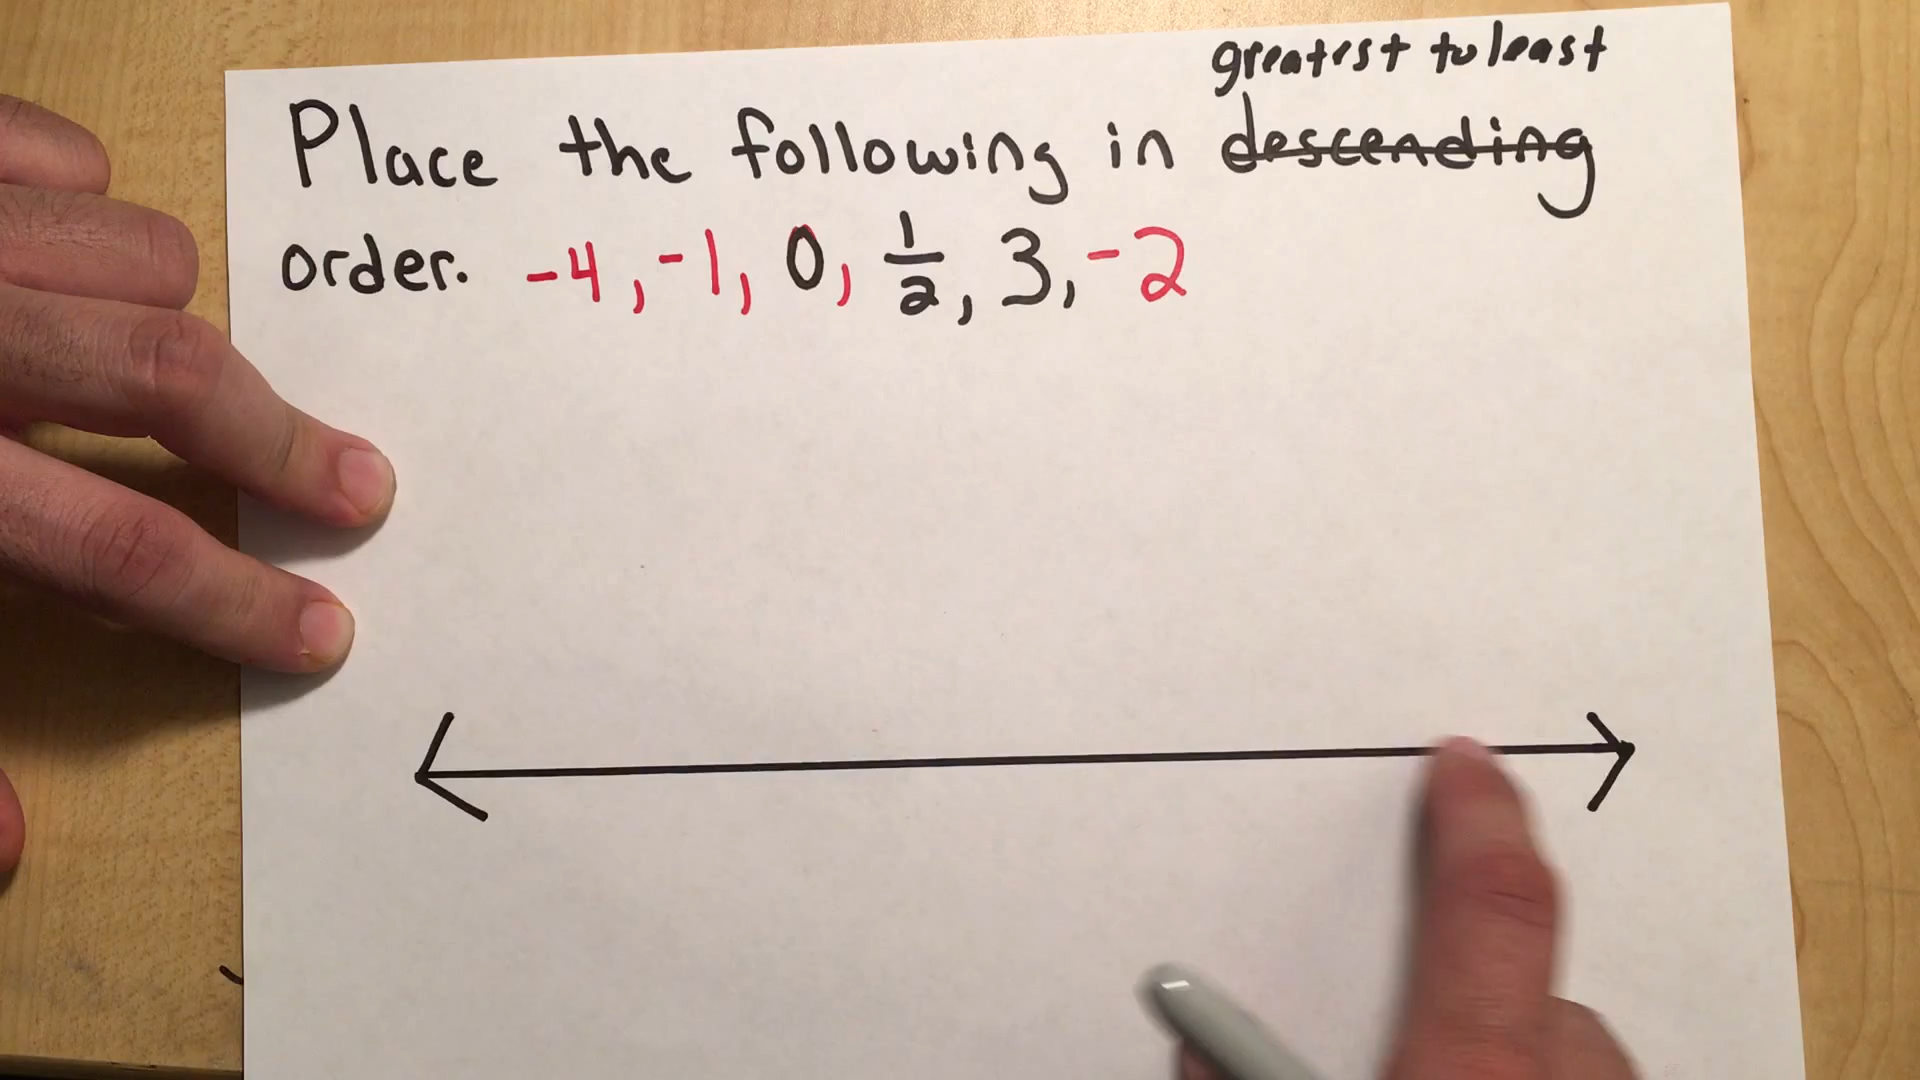 greatest to least
Place the following in descending
order. -4, -1, 0, 1/2, 3, -2